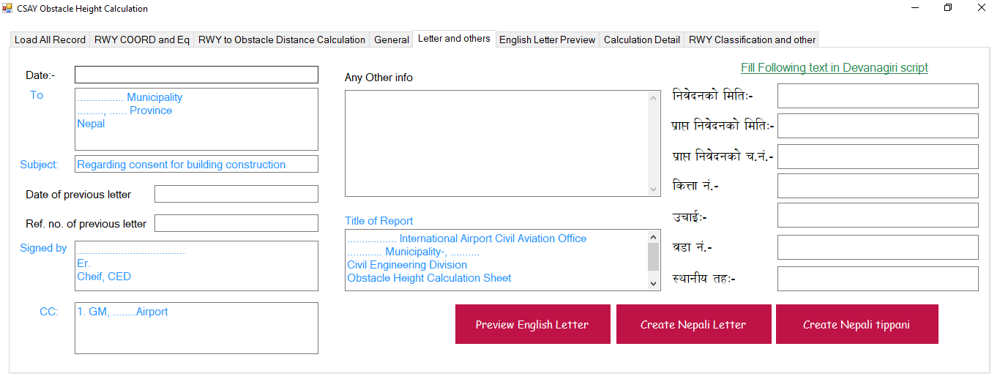 CSAY Obstacle Height Calculation
Load All Record
RWY COORD and Eq
RWY to Obstacle Distance Calculation
General
Letter and others
English Letter Preview
Calculation Detail
RWY Classification and other
Date:-
To
................ Municipality
........., ...... Province
Nepal
Subject:
Regarding consent for building construction
Date of previous letter
Ref. no. of previous letter
Signed by
............................................
Er.
Cheif, CED
CC:
1. GM, ........Airport
Any Other info
Title of Report
................. International Airport Civil Aviation Office
............ Municipality-, ..........
Civil Engineering Division
Obstacle Height Calculation Sheet
Fill Following text in Devanagiri script
निवेदनको मितिः-
प्राप्त निवेदनको मितिः-
प्राप्त निवेदनको च.नं.-
कित्ता नं.-
उचाईः-
वडा नं.-
स्थानीय तहः-
Preview English Letter
Create Nepali Letter
Create Nepali tippani